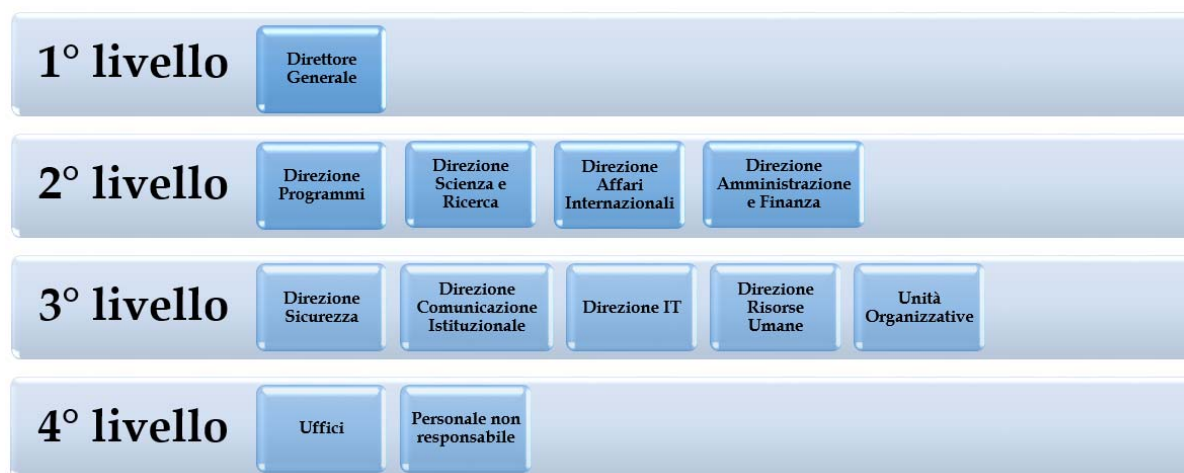 1° livello
Direttore
Generale
2° livello
Direzione
Programmi
Direzione
Scienza e
Ricerca
Direzione
Affari
Internazionali
Direzione
Amministrazione
e Finanza
3° livello
Direzione
Sicurezza
Direzione
Comunicazione
Istituzionale
Direzione IT
Direzione
Risorse
Umane
Unità
Organizzative
4° livello
Uffici
Personale non
responsabile